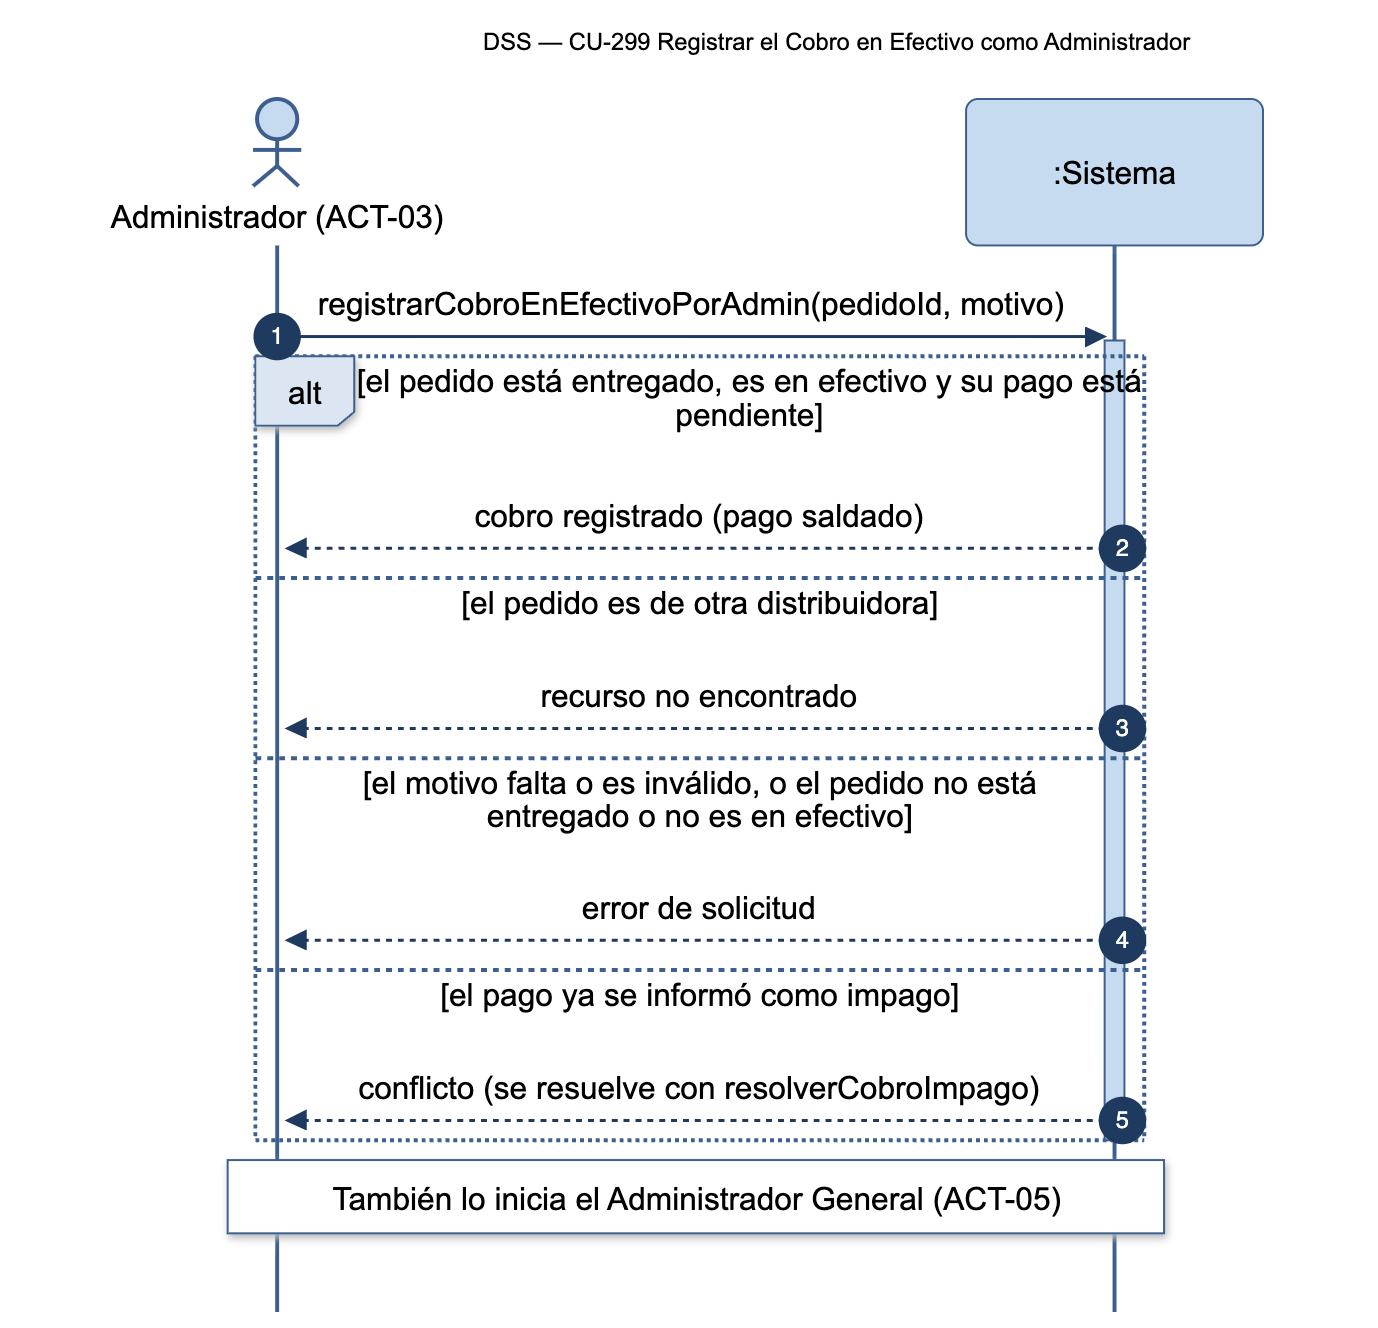 DSS — CU-299 Registrar el Cobro en Efectivo como Administrador
:Sistema
Administrador (ACT-03)
registrarCobroEnEfectivoPorAdmin(pedidoId, motivo)
1
alt
[el pedido está entregado, es en efectivo y su pago está
pendiente]
cobro registrado (pago saldado)
2
[el pedido es de otra distribuidora]
recurso no encontrado
3
[el motivo falta o es inválido, o el pedido no está
entregado o no es en efectivo]
error de solicitud
4
[el pago ya se informó como impago]
conflicto (se resuelve con resolverCobroImpago)
5
También lo inicia el Administrador General (ACT-05)